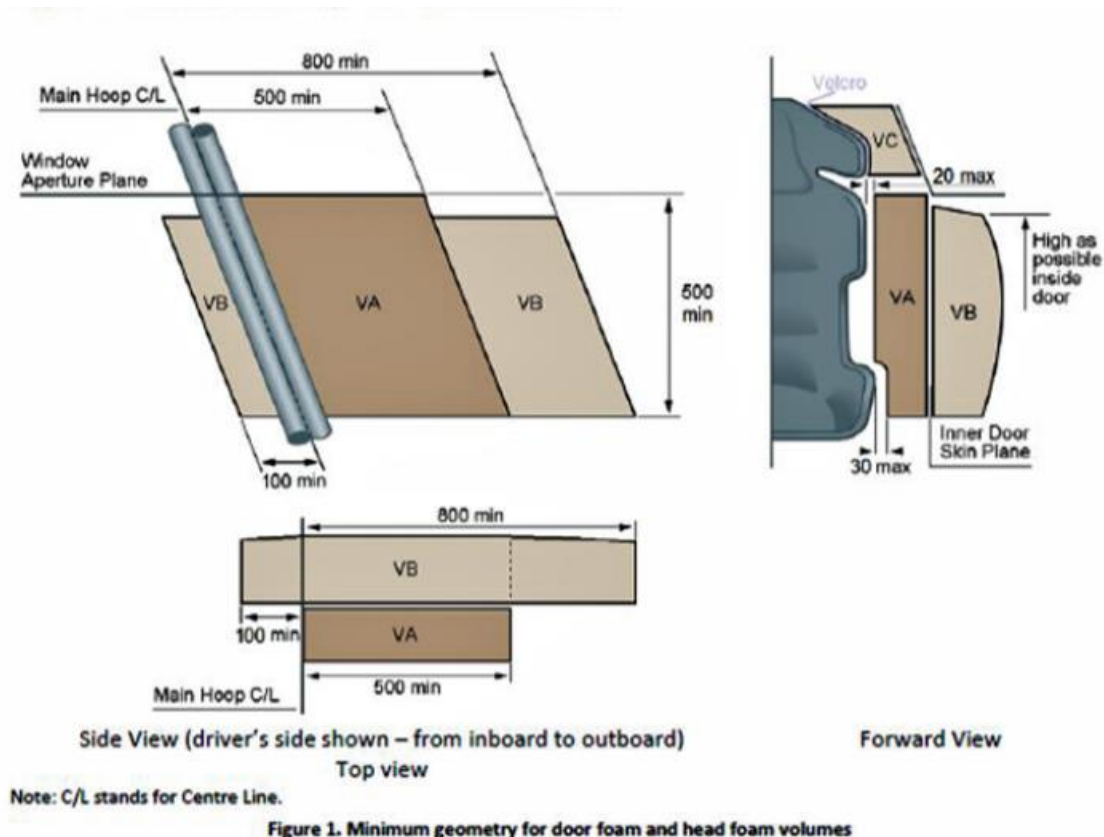 800 min
Main Hoop C/L
500 min
Window
Aperture Plane
VB
VA
VB
500
min
100 min
Velcro
VC
20 max
High as
possible
inside
door
VA
VB
Inner Door
Skin Plane
30 max
800 min
VB
100 min
VA
500 min
Main Hoop C/L
Side View (driver's side shown – from inboard to outboard)
Top view
Forward View
Note: C/L stands for Centre Line.
Figure 1. Minimum geometry for door foam and head foam volumes